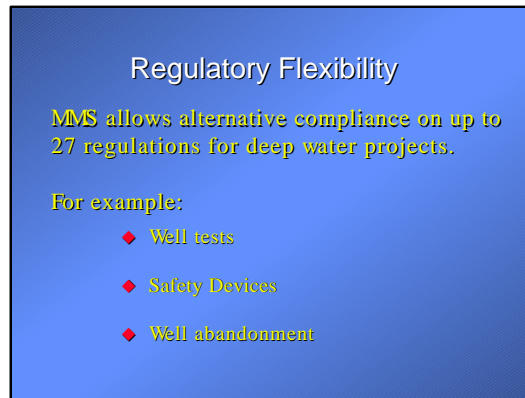 Regulatory Flexibility
MMS allows alternative compliance on up to
27 regulations for deep water projects.
For example:
Well tests
Safety Devices
Well abandonment